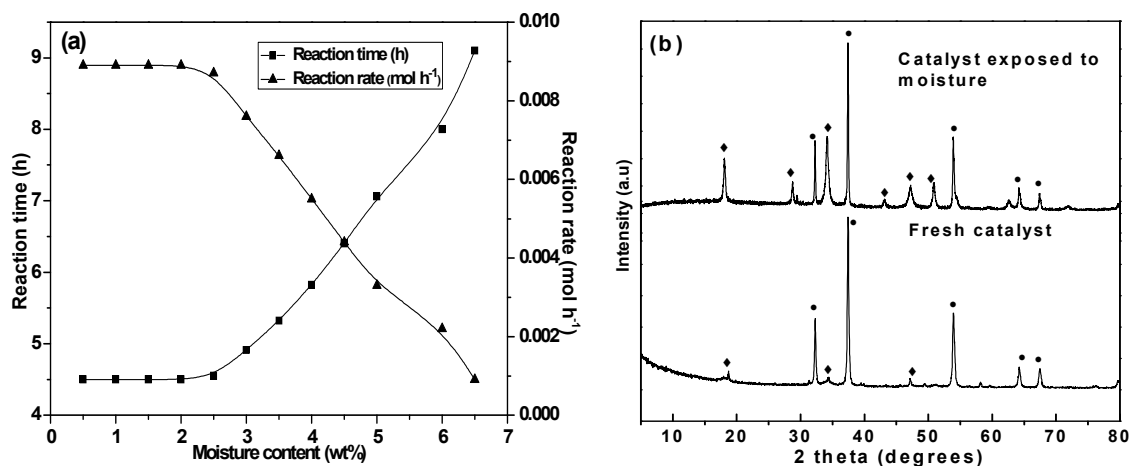 (a)
Reaction time (h)
Reaction rate (mol h-1)
9
8
7
6
5
4
Reaction time (h)
0.010
0.008
0.006
0.004
0.002
0.000
Reaction rate (mol h-1)
0 1 2 3 4 5 6 7
Moisture content (wt%)
(b)
Catalyst exposed to
moisture
Fresh catalyst
Intensity (a.u)
10 20 30 40 50 60 70 80
2 theta (degrees)